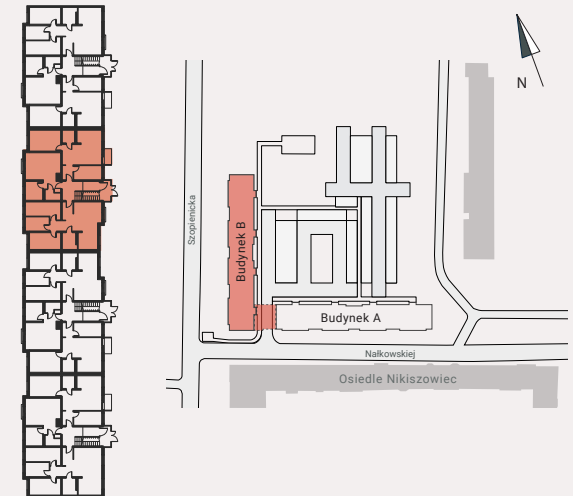 N
Szopienicka
Budynek B
Budynek A
Nałkowskiej
Osiedle Nikiszowiec